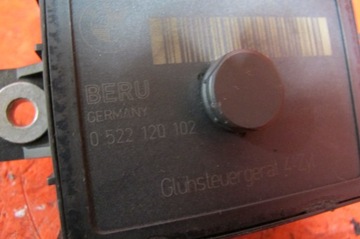 BERU
GERMANY
0 522 120 102
Glühsteuergerät